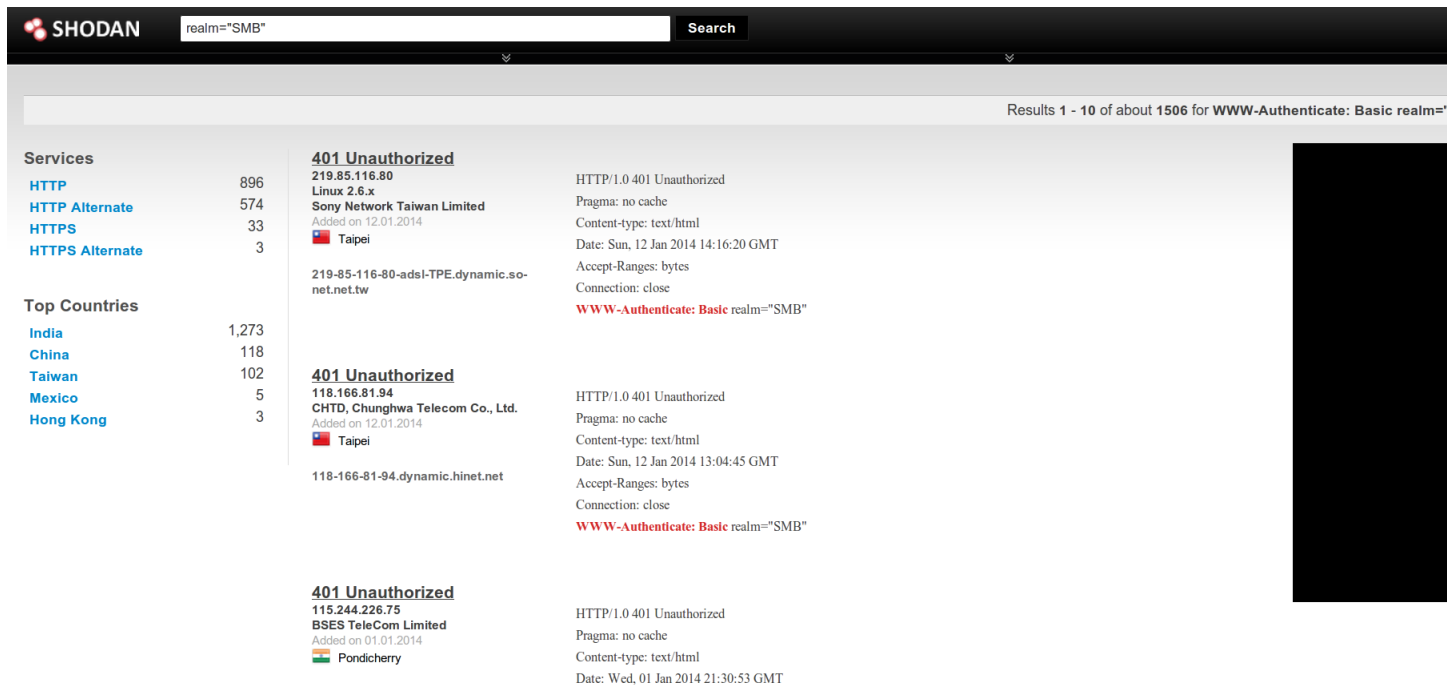 SHODAN
realm="SMB"
Search
Results 1 - 10 of about 1506 for WWW-Authenticate: Basic realm="
Services
HTTP 896
HTTP Alternate 574
HTTPS 33
HTTPS Alternate 3
Top Countries
India 1,273
China 118
Taiwan 102
Mexico 5
Hong Kong 3
401 Unauthorized
219.85.116.80
Linux 2.6.x
Sony Network Taiwan Limited
Added on 12.01.2014
Taipei
219-85-116-80-adsl-TPE.dynamic.so-
net.net.tw
HTTP/1.0 401 Unauthorized
Pragma: no cache
Content-type: text/html
Date: Sun, 12 Jan 2014 14:16:20 GMT
Accept-Ranges: bytes
Connection: close
WWW-Authenticate: Basic realm="SMB"
401 Unauthorized
118.166.81.94
CHTD, Chunghwa Telecom Co., Ltd.
Added on 12.01.2014
Taipei
118-166-81-94.dynamic.hinet.net
HTTP/1.0 401 Unauthorized
Pragma: no cache
Content-type: text/html
Date: Sun, 12 Jan 2014 13:04:45 GMT
Accept-Ranges: bytes
Connection: close
WWW-Authenticate: Basic realm="SMB"
401 Unauthorized
115.244.226.75
BSES TeleCom Limited
Added on 01.01.2014
Pondicherry
HTTP/1.0 401 Unauthorized
Pragma: no cache
Content-type: text/html
Date: Wed, 01 Jan 2014 21:30:53 GMT